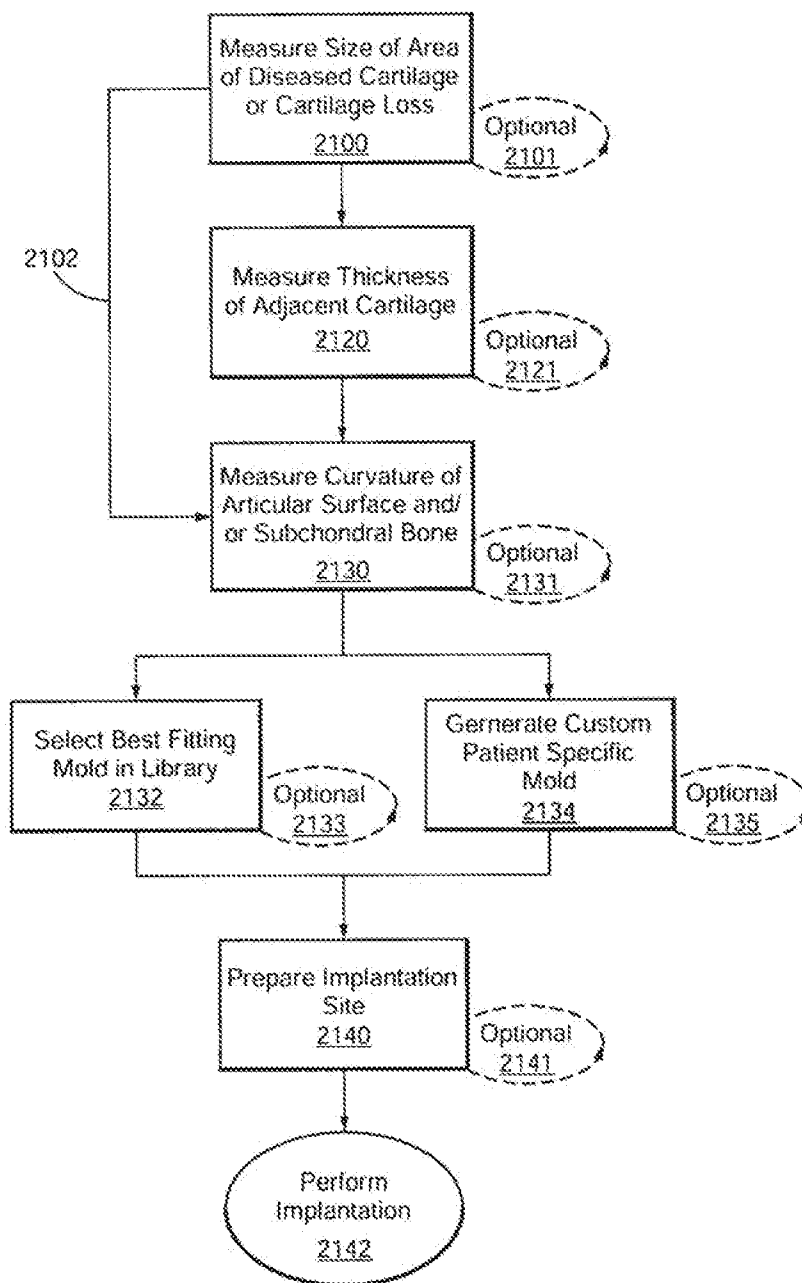 Measure Size of Area
of Diseased Cartilage
or Cartilage Loss
2100
Optional
2101
2102
Measure Thickness
of Adjacent Cartilage
2120
Optional
2121
Measure Curvature of
Articular Surface and/
or Subchondral Bone
2130
Optional
2131
Select Best Fitting
Mold in Library
2132
Optional
2133
Gernerate Custom
Patient Specific
Mold
2134
Optional
2135
Prepare Implantation
Site
2140
Optional
2141
Perform
Implantation
2142